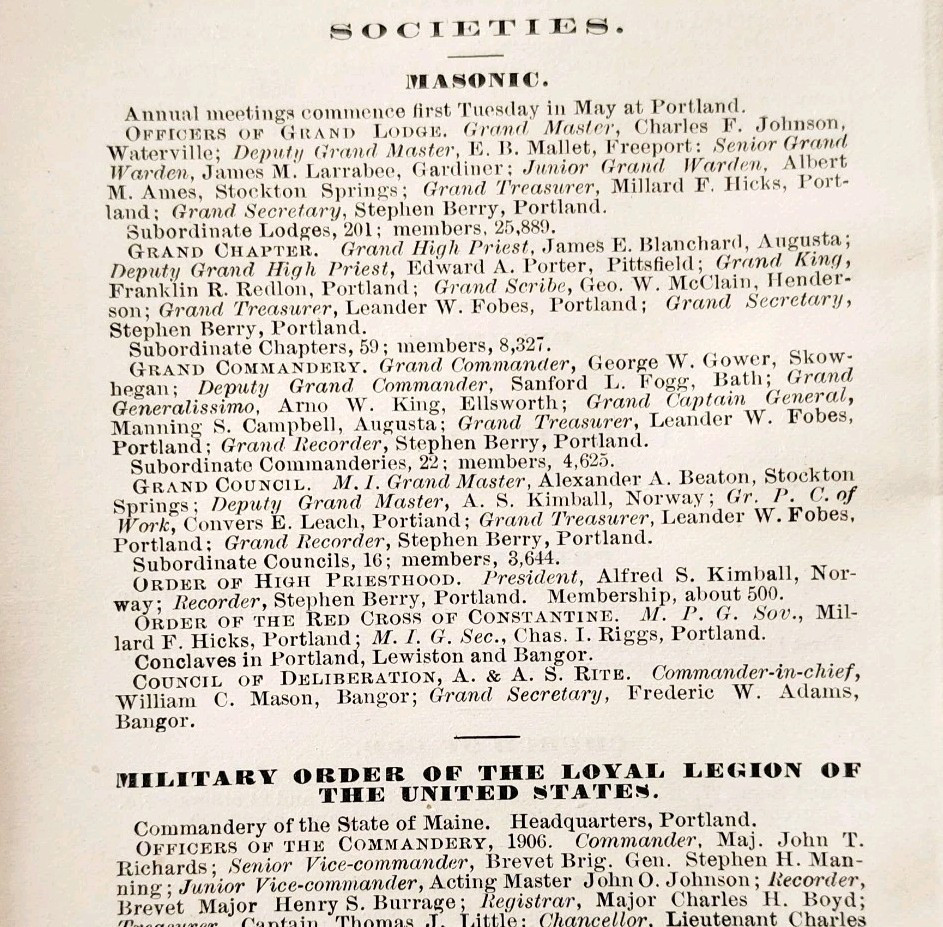 SOCIETIES.
MASONIC.
Annual meetings commence first Tuesday in May at Portland.
OFFICERS OF GRAND LODGE. Grand Master, Charles F. Johnson,
Waterville; Deputy Grand Master, E. B. Mallet, Freeport: Senior Grand
Warden, James M. Larrabee, Gardiner; Junior Grand Warden, Albert
M. Ames, Stockton Springs; Grand Treasurer, Millard F. Hicks, Port-
land; Grand Secretary, Stephen Berry, Portland.
Subordinate Lodges, 201; members, 25,889.
GRAND CHAPTER. Grand High Priest, James E. Blanchard, Augusta;
Deputy Grand High Priest, Edward A. Porter, Pittsfield; Grand King,
Franklin R. Redlon, Portland; Grand Scribe, Geo. W. McClain, Hender-
son; Grand Treasurer, Leander W. Fobes, Portland; Grand Secretary,
Stephen Berry, Portland.
Subordinate Chapters, 59; members, 8,327.
GRAND COMMANDERY. Grand Commander, George W. Gower, Skow-
hegan; Deputy Grand Commander, Sanford L. Fogg, Bath; Grand
Generalissimo, Arno W. King, Ellsworth; Grand Captain General,
Manning S. Campbell, Augusta; Grand Treasurer, Leander W. Fobes,
Portland; Grand Recorder, Stephen Berry, Portland.
Subordinate Commanderies, 22; members, 4,625.
GRAND COUNCIL. M. I. Grand Master, Alexander A. Beaton, Stockton
Springs; Deputy Grand Master, A. S. Kimball, Norway; Gr. P. C. of
Work, Convers E. Leach, Portland; Grand Treasurer, Leander W. Fobes,
Portland; Grand Recorder, Stephen Berry, Portland.
Subordinate Councils, 16; members, 3,644.
ORDER OF HIGH PRIESTHOOD. President, Alfred S. Kimball, Nor-
way; Recorder, Stephen Berry, Portland. Membership, about 500.
ORDER OF THE RED CROSS OF CONSTANTINE. M. P. G. Sov., Mil-
lard F. Hicks, Portland; M. I. G. Sec., Chas. I. Riggs, Portland.
Conclaves in Portland, Lewiston and Bangor.
COUNCIL OF DELIBERATION, A. & A. S. RITE. Commander-in-chief,
William C. Mason, Bangor; Grand Secretary, Frederic W. Adams,
Bangor.
MILITARY ORDER OF THE LOYAL LEGION OF
THE UNITED STATES.
Commandery of the State of Maine. Headquarters, Portland.
OFFICERS OF THE COMMANDERY, 1906. Commander, Maj. John T.
Richards; Senior Vice-commander, Brevet Brig. Gen. Stephen H. Man-
ning; Junior Vice-commander, Acting Master John O. Johnson; Recorder,
Brevet Major Henry S. Burrage; Registrar, Major Charles H. Boyd;
Treasurer, Captain Thomas J. Little; Chancellor, Lieutenant Charles